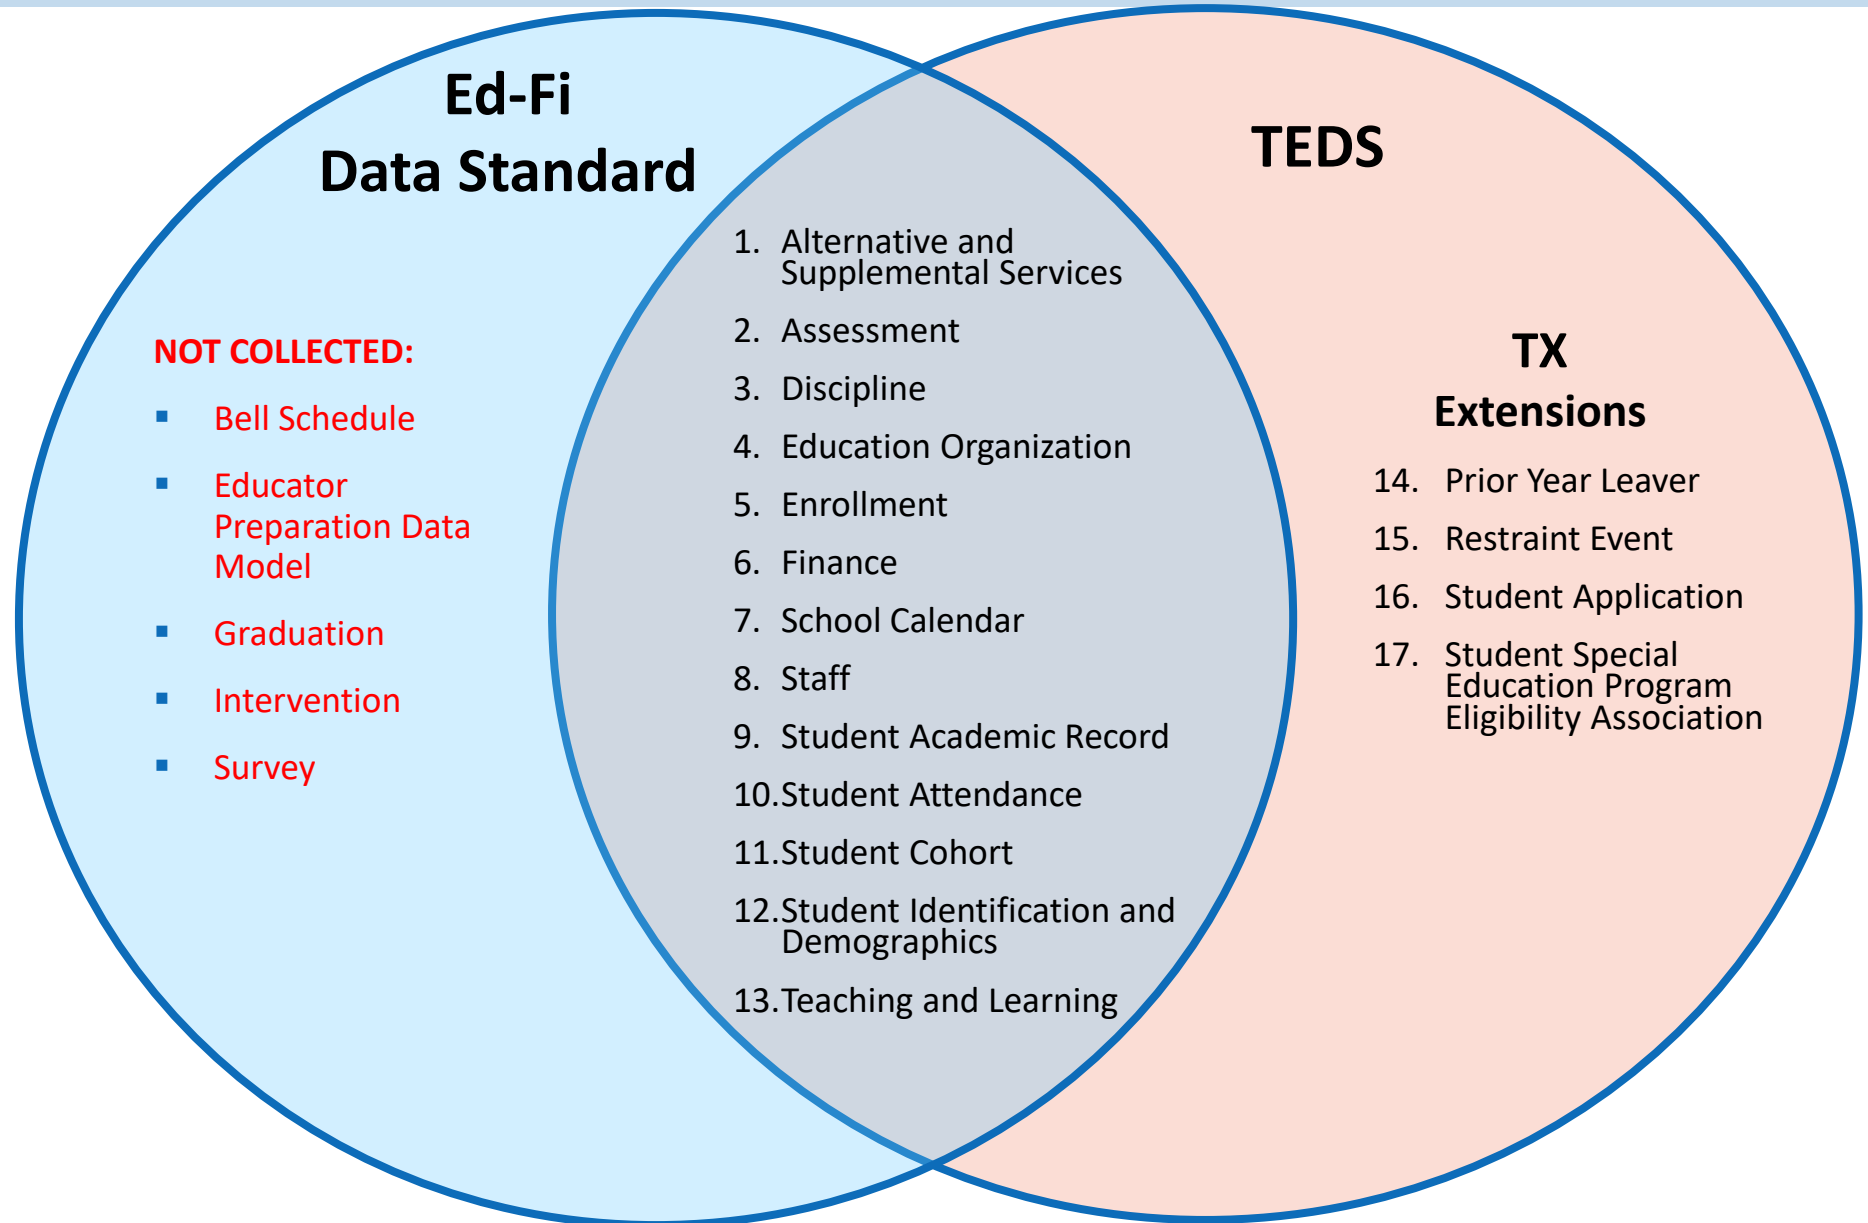 Ed-Fi
Data Standard
NOT COLLECTED:
▪ Bell Schedule
▪ Educator
Preparation Data
Model
▪ Graduation
▪ Intervention
▪ Survey
1. Alternative and
Supplemental Services
2. Assessment
3. Discipline
4. Education Organization
5. Enrollment
6. Finance
7. School Calendar
8. Staff
9. Student Academic Record
10.Student Attendance
11.Student Cohort
12.Student Identification and
Demographics
13.Teaching and Learning
TEDS
TX
Extensions
14. Prior Year Leaver
15. Restraint Event
16. Student Application
17. Student Special
Education Program
Eligibility Association